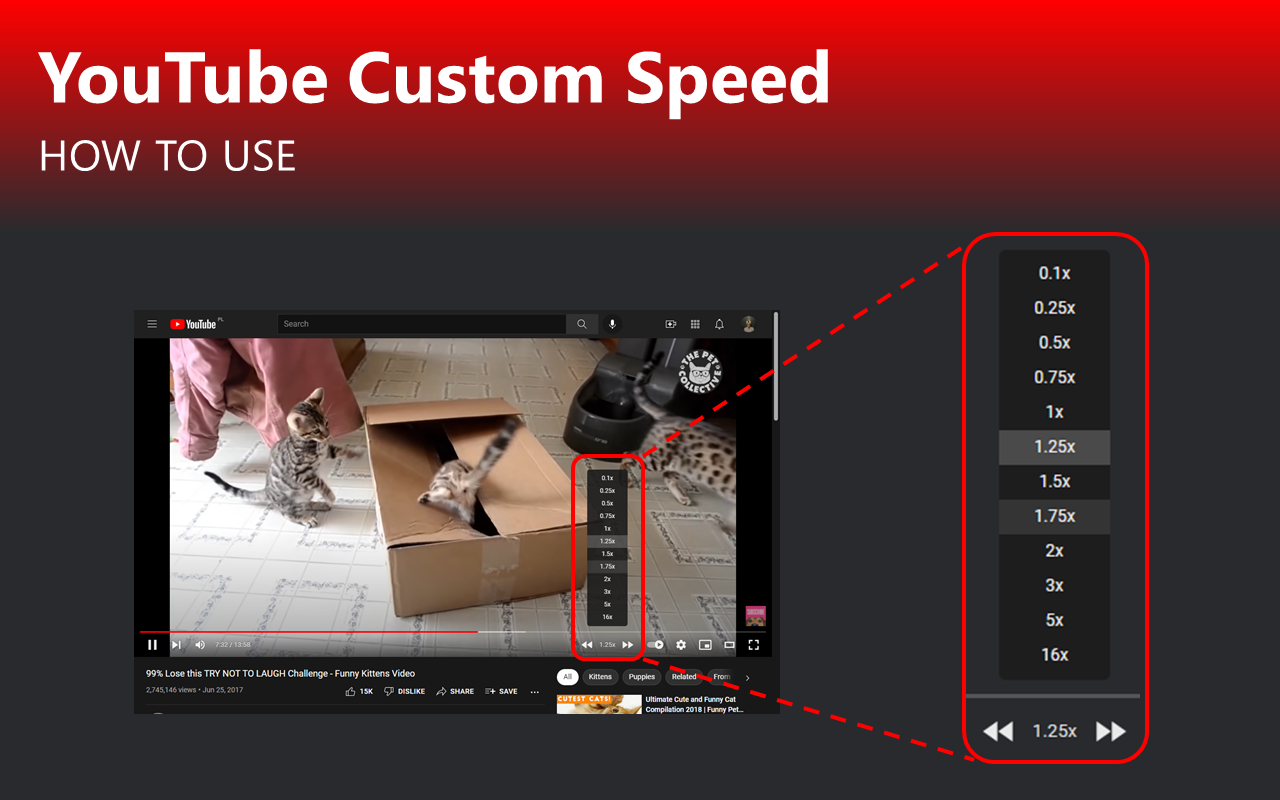 YouTube Custom Speed
HOW TO USE
YouTube PL
Search
THE PET COLLECTIVE
0.1x
0.25x
0.5x
0.75x
1x
1.25x
1.5x
1.75x
2x
3x
5x
16x
7:32 / 13:58
1.25x
99% Lose this TRY NOT TO LAUGH Challenge - Funny Kittens Video
2,745,146 views • Jun 25, 2017
15K
DISLIKE
SHARE
SAVE
All
Kittens
Puppies
Related
From
CUTEST CATS!
Ultimate Cute and Funny Cat
Compilation 2018 | Funny Pet...
0.1x
0.25x
0.5x
0.75x
1x
1.25x
1.5x
1.75x
2x
3x
5x
16x
1.25x